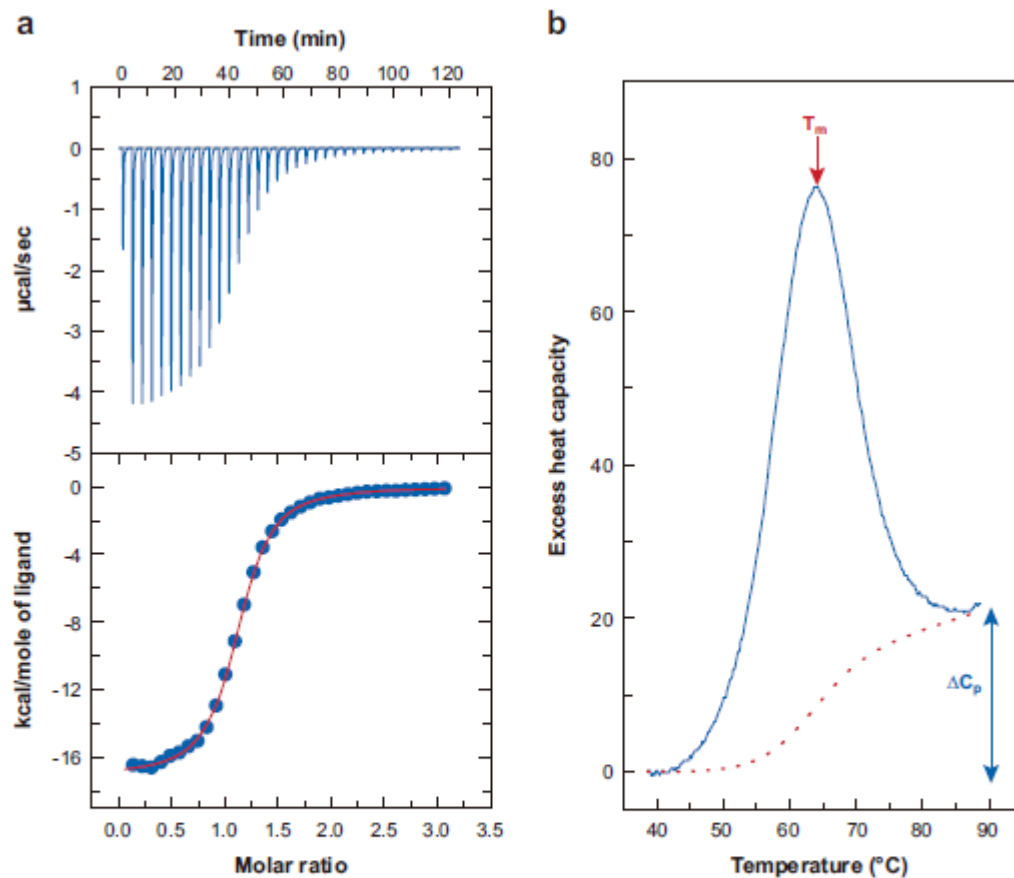 a
Time (min)
0 20 30 40 50 60 80 100 120
1
0
-1
-2
-3
-4
-5
µcal/sec
0
-4
-8
-12
-16
kcal/mole of ligand
0.0 0.5 1.0 1.5 2.0 2.5 3.0 3.5
Molar ratio
b
Tm
80
60
40
20
0
Excess heat capacity
ΔCp
40 50 60 70 80 90
Temperature (°C)